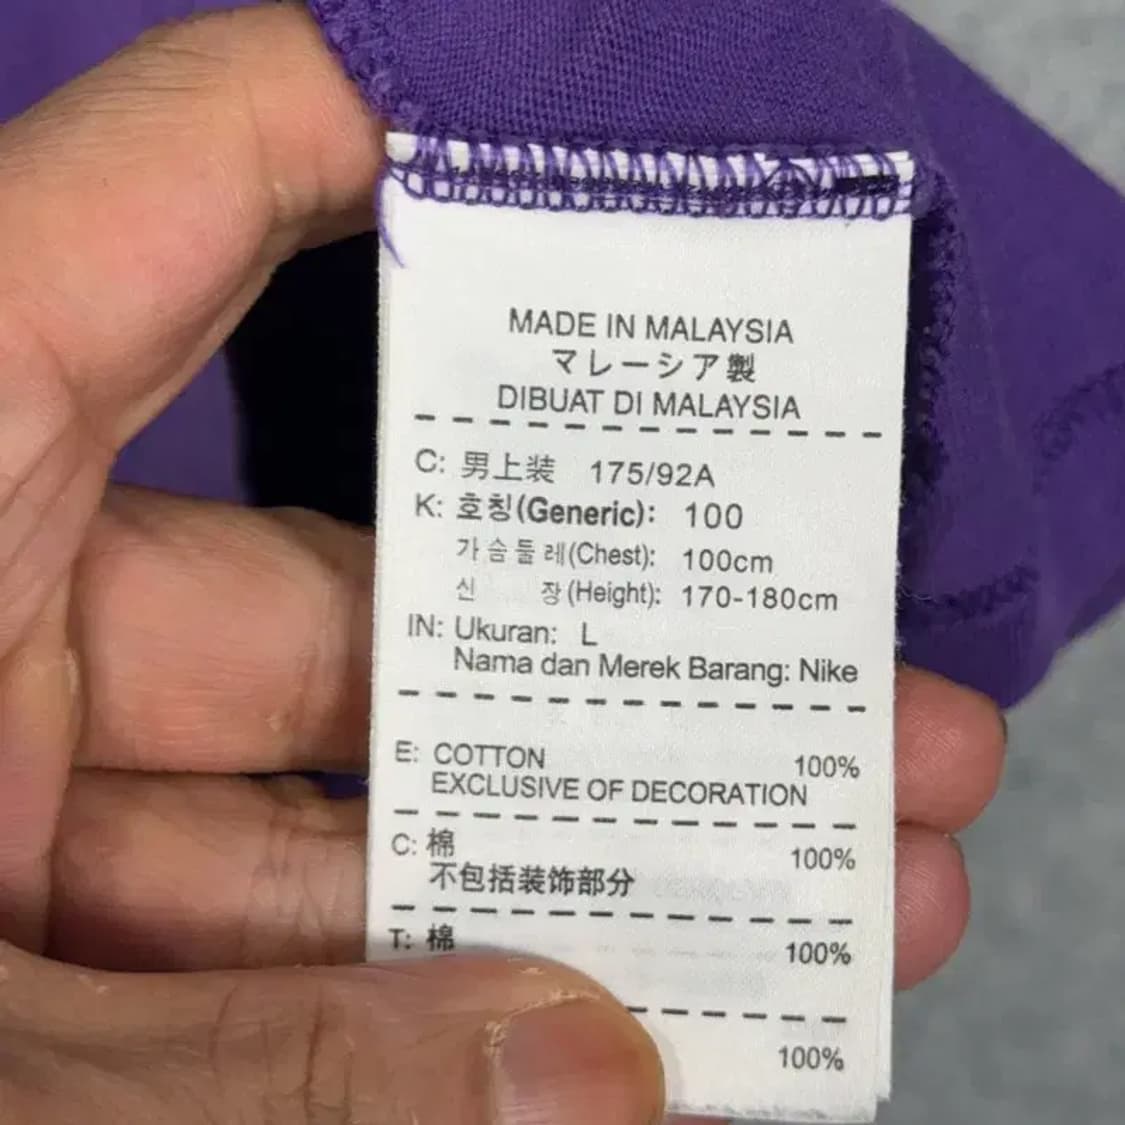 MADE IN MALAYSIA
マレーシア製
DIBUAT DI MALAYSIA
C: 男上装 175/92A
K: 호칭(Generic): 100
가슴둘레(Chest): 100cm
신 장(Height): 170-180cm
IN: Ukuran: L
Nama dan Merek Barang: Nike
E: COTTON 100%
EXCLUSIVE OF DECORATION
C: 棉 100%
不包括装饰部分
T: 棉 100%
100%